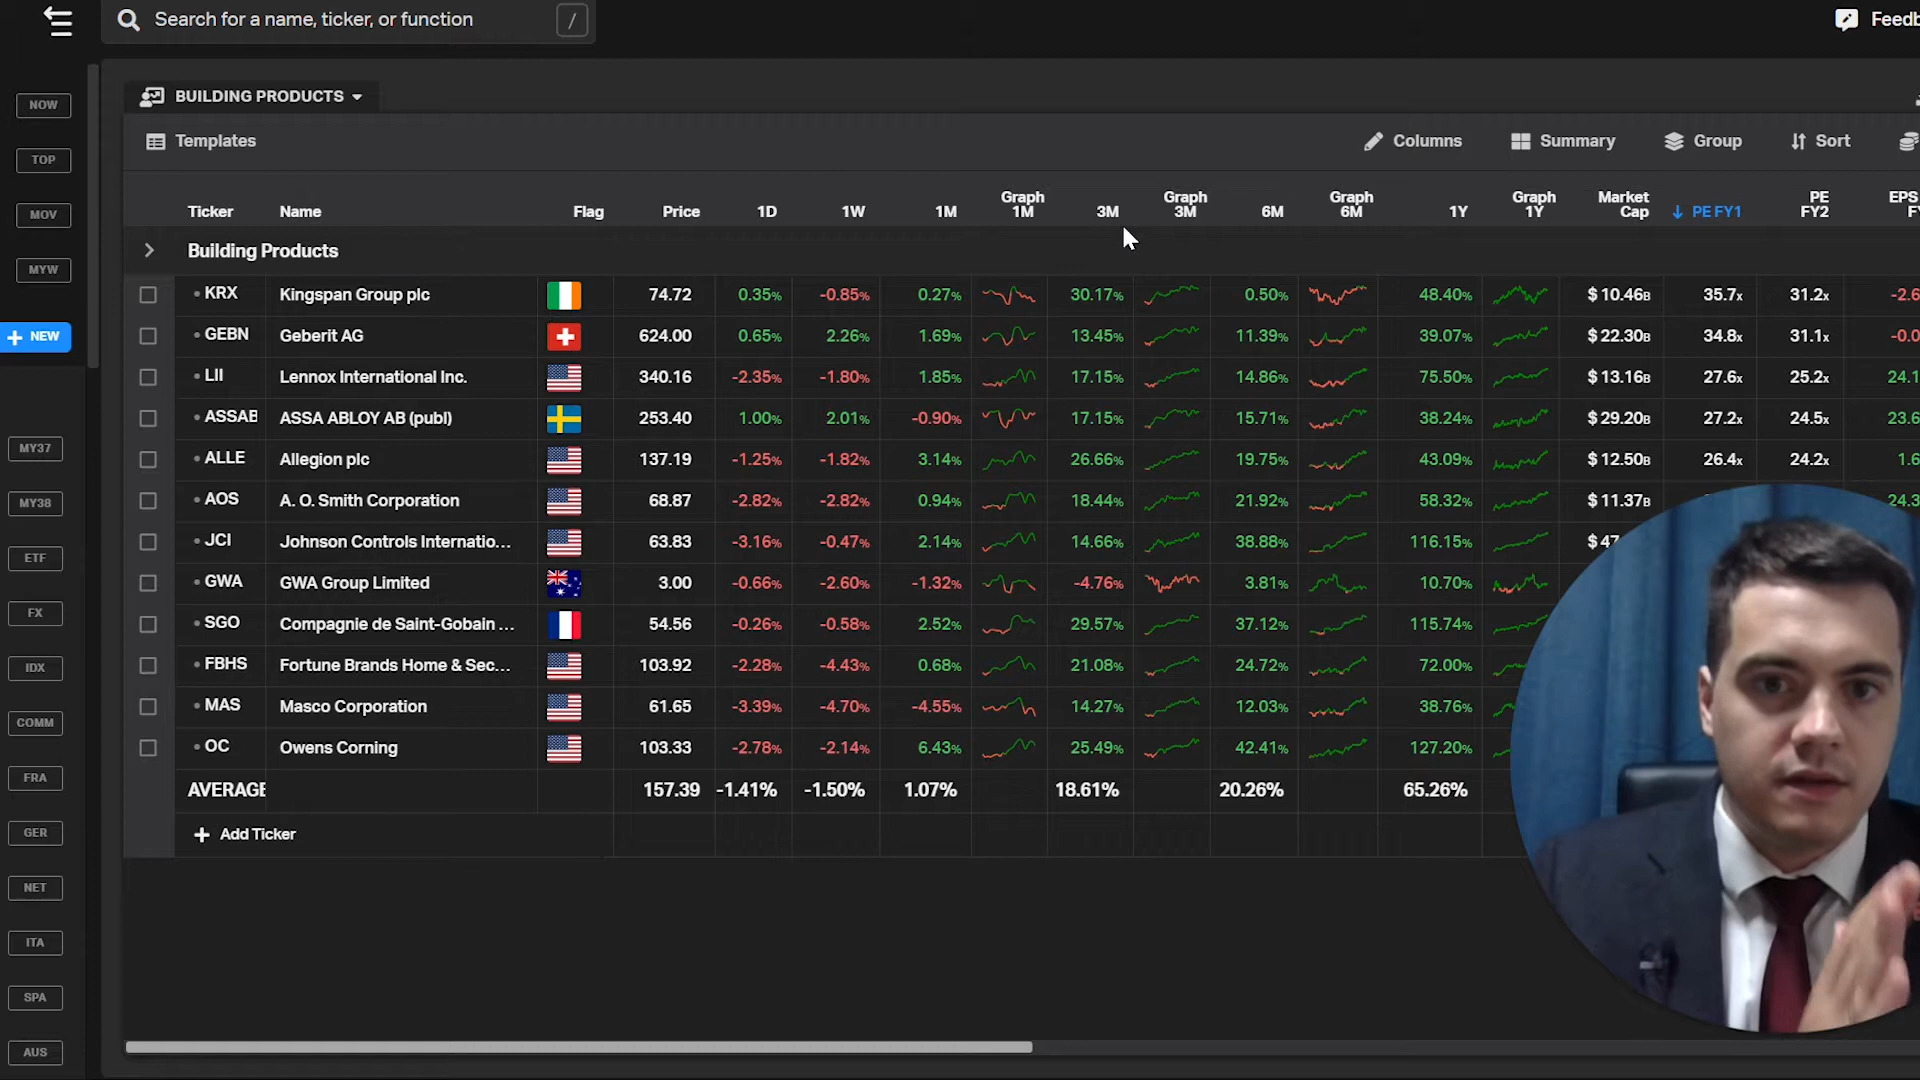 Search for a name, ticker, or function /
Feedb
NOW
TOP
MOV
MYW
+ NEW
MY37
MY38
ETF
FX
IDX
COMM
FRA
GER
NET
ITA
SPA
AUS
BUILDING PRODUCTS
Templates Columns Summary Group Sort
Ticker Name Flag Price 1D 1W 1M Graph 1M 3M Graph 3M 6M Graph 6M 1Y Graph 1Y Market Cap ↓ PE FY1 PE FY2 EPS
Building Products
KRX Kingspan Group plc 74.72 0.35% -0.85% 0.27% 30.17% 0.50% 48.40% $ 10.46B 35.7x 31.2x -2.6
GEBN Geberit AG 624.00 0.65% 2.26% 1.69% 13.45% 11.39% 39.07% $ 22.30B 34.8x 31.1x -0.0
LII Lennox International Inc. 340.16 -2.35% -1.80% 1.85% 17.15% 14.86% 75.50% $ 13.16B 27.6x 25.2x 24.1
ASSAB ASSA ABLOY AB (publ) 253.40 1.00% 2.01% -0.90% 17.15% 15.71% 38.24% $ 29.20B 27.2x 24.5x 23.6
ALLE Allegion plc 137.19 -1.25% -1.82% 3.14% 26.66% 19.75% 43.09% $ 12.50B 26.4x 24.2x 1.6
AOS A. O. Smith Corporation 68.87 -2.82% -2.82% 0.94% 18.44% 21.92% 58.32% $ 11.37B 24.3
JCI Johnson Controls Internatio... 63.83 -3.16% -0.47% 2.14% 14.66% 38.88% 116.15% $ 47
GWA GWA Group Limited 3.00 -0.66% -2.60% -1.32% -4.76% 3.81% 10.70%
SGO Compagnie de Saint-Gobain ... 54.56 -0.26% -0.58% 2.52% 29.57% 37.12% 115.74%
FBHS Fortune Brands Home & Sec... 103.92 -2.28% -4.43% 0.68% 21.08% 24.72% 72.00%
MAS Masco Corporation 61.65 -3.39% -4.70% -4.55% 14.27% 12.03% 38.76%
OC Owens Corning 103.33 -2.78% -2.14% 6.43% 25.49% 42.41% 127.20%
AVERAGE 157.39 -1.41% -1.50% 1.07% 18.61% 20.26% 65.26%
+ Add Ticker